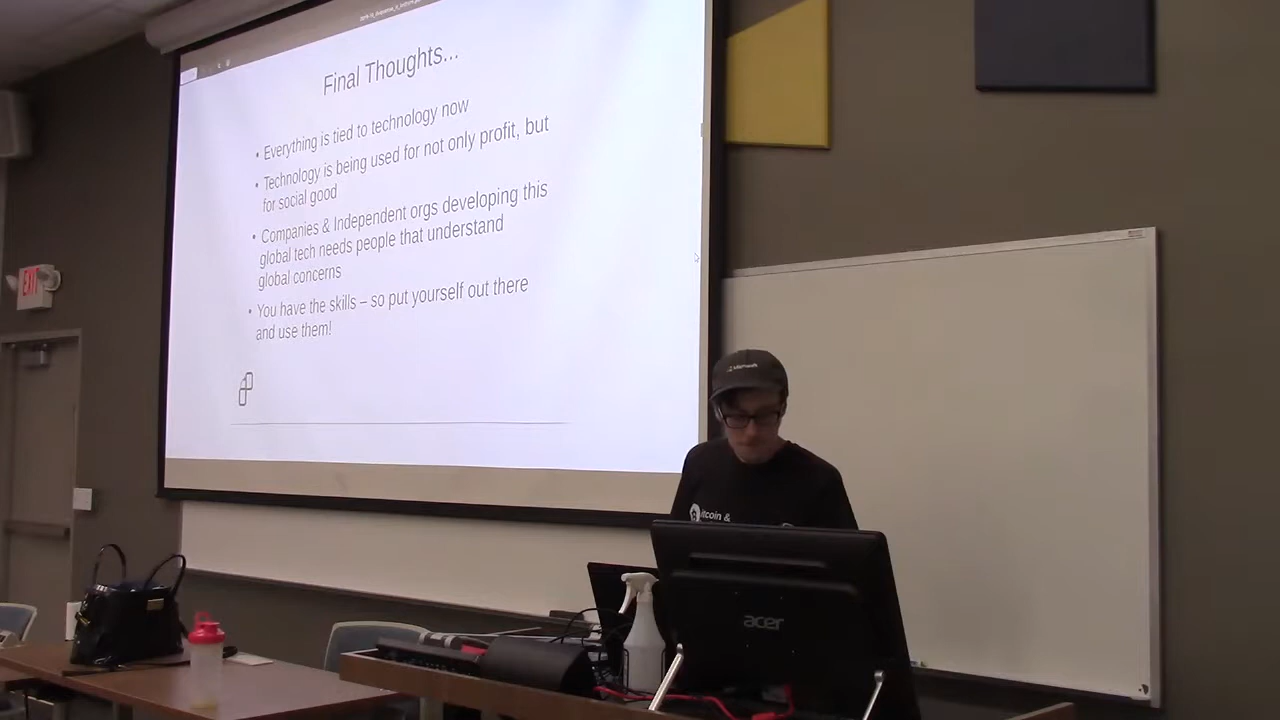 Final Thoughts...
• Everything is tied to technology now
• Technology is being used for not only profit, but
for social good
• Companies & Independent orgs developing this
global tech needs people that understand
global concerns
• You have the skills – so put yourself out there
and use them!
EXIT
itcoin &
acer